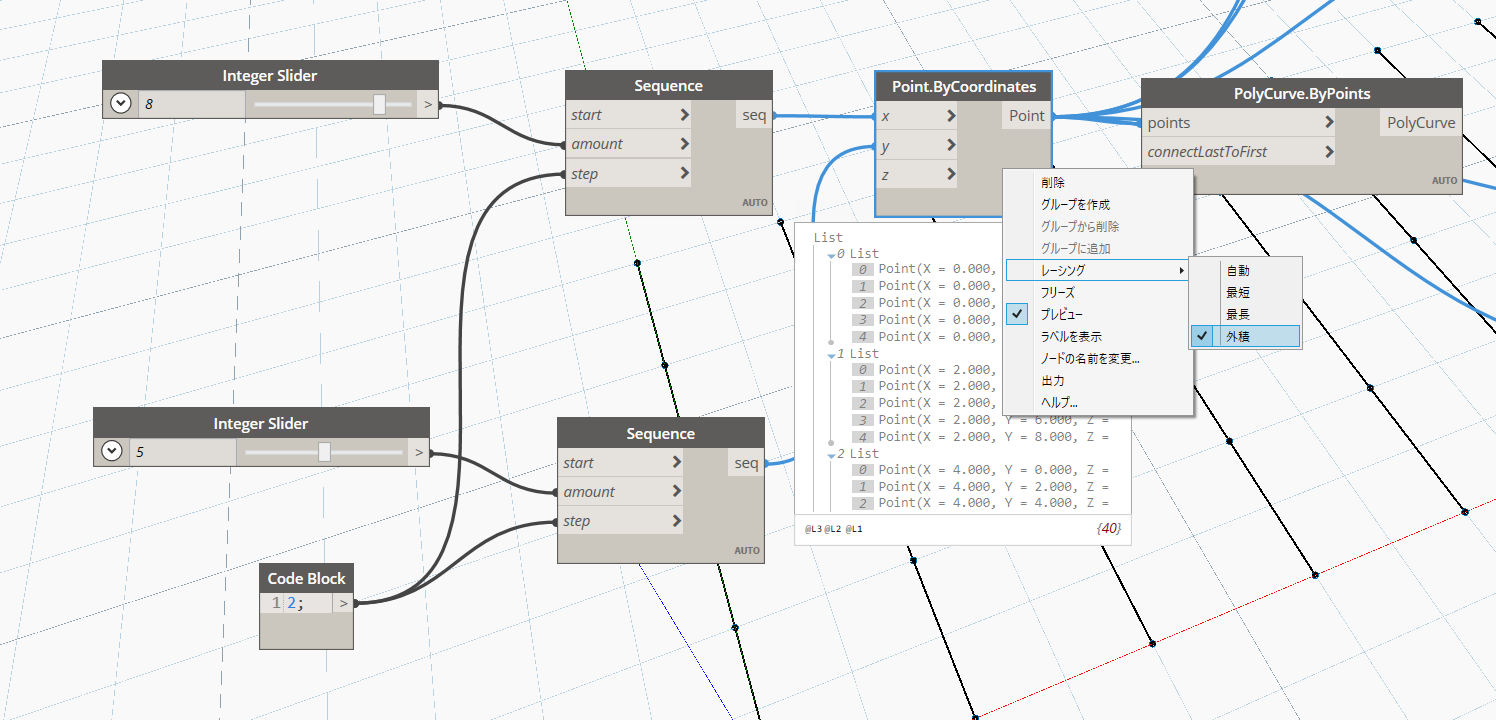 Integer Slider
8
>
Sequence
start
amount
step
seq
AUTO
Point.ByCoordinates
x
y
z
Point
PolyCurve.ByPoints
points
connectLastToFirst
PolyCurve
AUTO
削除
グループを作成
グループから削除
グループに追加
レーシング
フリーズ
プレビュー
ラベルを表示
ノードの名前を変更...
出力
ヘルプ...
自動
最短
最長
外積
List
0 List
0 Point(X = 0.000,
1 Point(X = 0.000,
2 Point(X = 0.000,
3 Point(X = 0.000,
4 Point(X = 0.000,
1 List
0 Point(X = 2.000,
1 Point(X = 2.000,
2 Point(X = 2.000,
3 Point(X = 2.000, Y = 6.000, Z =
4 Point(X = 2.000, Y = 8.000, Z =
2 List
0 Point(X = 4.000, Y = 0.000, Z =
1 Point(X = 4.000, Y = 2.000, Z =
2 Point(X = 4.000, Y = 4.000, Z =
@L3 @L2 @L1
{40}
Integer Slider
5
>
Sequence
start
amount
step
seq
AUTO
Code Block
1 2;
>